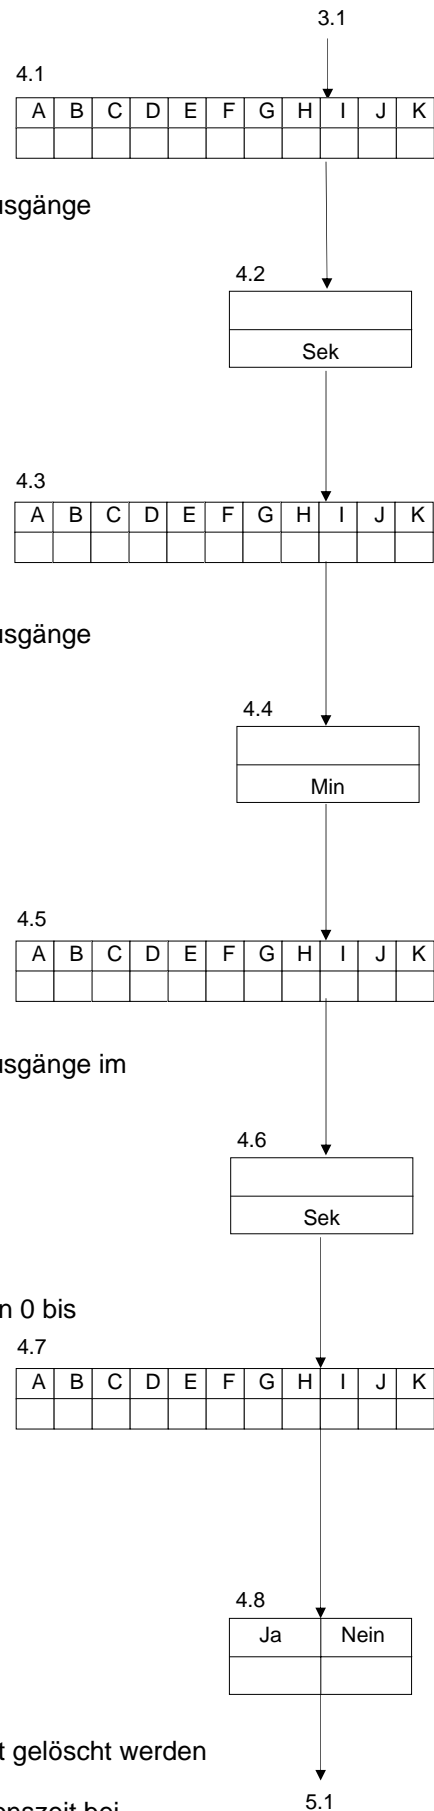 3.1
4.1
A B C D E F G H I J K
usgänge
4.2
Sek
4.3
A B C D E F G H I J K
usgänge
4.4
Min
4.5
A B C D E F G H I J K
usgänge im
4.6
Sek
n 0 bis
4.7
A B C D E F G H I J K
4.8
Ja Nein
t gelöscht werden
5.1